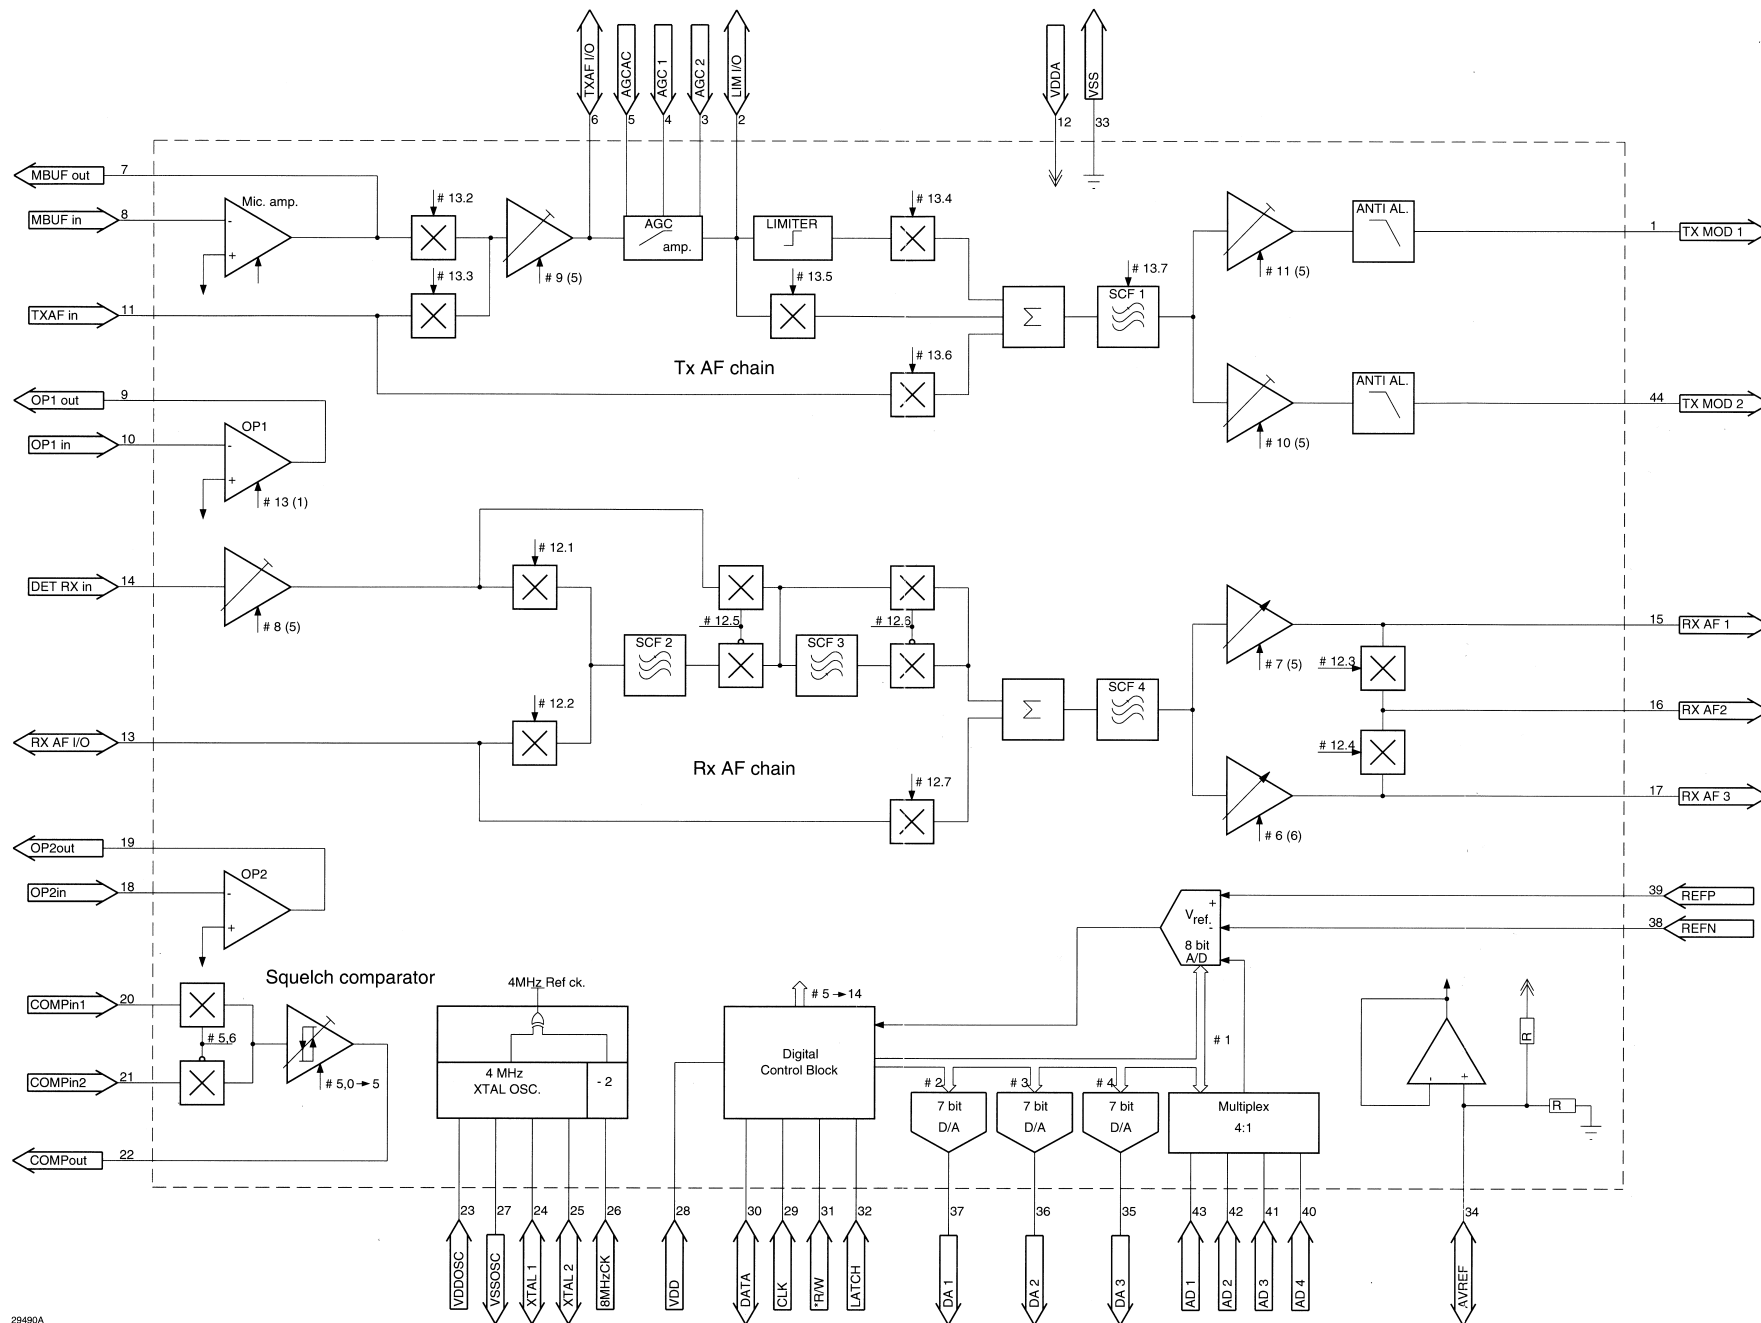 TXAF I/O
AGCAC
AGC 1
AGC 2
LIM I/O
VDDA
VSS
6
5
4
3
2
12
33
MBUF out
7
MBUF in
8
Mic. amp.
-
+
# 13.2
# 13.3
# 9 (5)
AGC
amp.
LIMITER
# 13.4
# 13.5
# 13.6
Σ
# 13.7
SCF 1
# 11 (5)
ANTI AL.
1
TX MOD 1
TXAF in
11
Tx AF chain
# 10 (5)
ANTI AL.
44
TX MOD 2
OP1 out
9
OP1 in
10
OP1
-
+
# 13 (1)
DET RX in
14
# 8 (5)
# 12.1
# 12.5
# 12.6
SCF 2
SCF 3
# 12.2
RX AF I/O
13
Rx AF chain
# 12.7
Σ
SCF 4
# 7 (5)
15
RX AF 1
# 12.3
16
RX AF2
# 12.4
17
RX AF 3
# 6 (6)
OP2out
19
OP2in
18
OP2
-
+
Squelch comparator
COMPin1
20
# 5,6
COMPin2
21
# 5,0→5
COMPout
22
4MHz Ref ck.
4 MHz
XTAL OSC.
- 2
# 5→14
Digital
Control Block
+
Vref.
-
8 bit
A/D
39
REFP
38
REFN
# 1
# 2
# 3
# 4
7 bit
D/A
7 bit
D/A
7 bit
D/A
Multiplex
4:1
-
+
R
R
23
27
24
25
26
28
30
29
31
32
37
36
35
43
42
41
40
34
VDDOSC
VSSOSC
XTAL 1
XTAL 2
8MHzCK
VDD
DATA
CLK
*R/W
LATCH
DA 1
DA 2
DA 3
AD 1
AD 2
AD 3
AD 4
AVREF
29490A